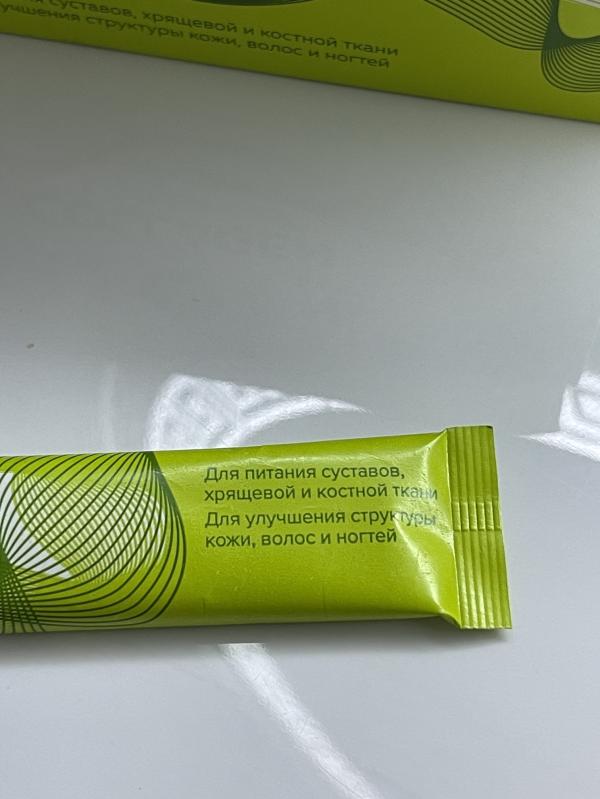 суставов, хрящевой и костной ткани
улучшения структуры кожи, волос и ногтей
Для питания суставов,
хрящевой и костной ткани
Для улучшения структуры
кожи, волос и ногтей